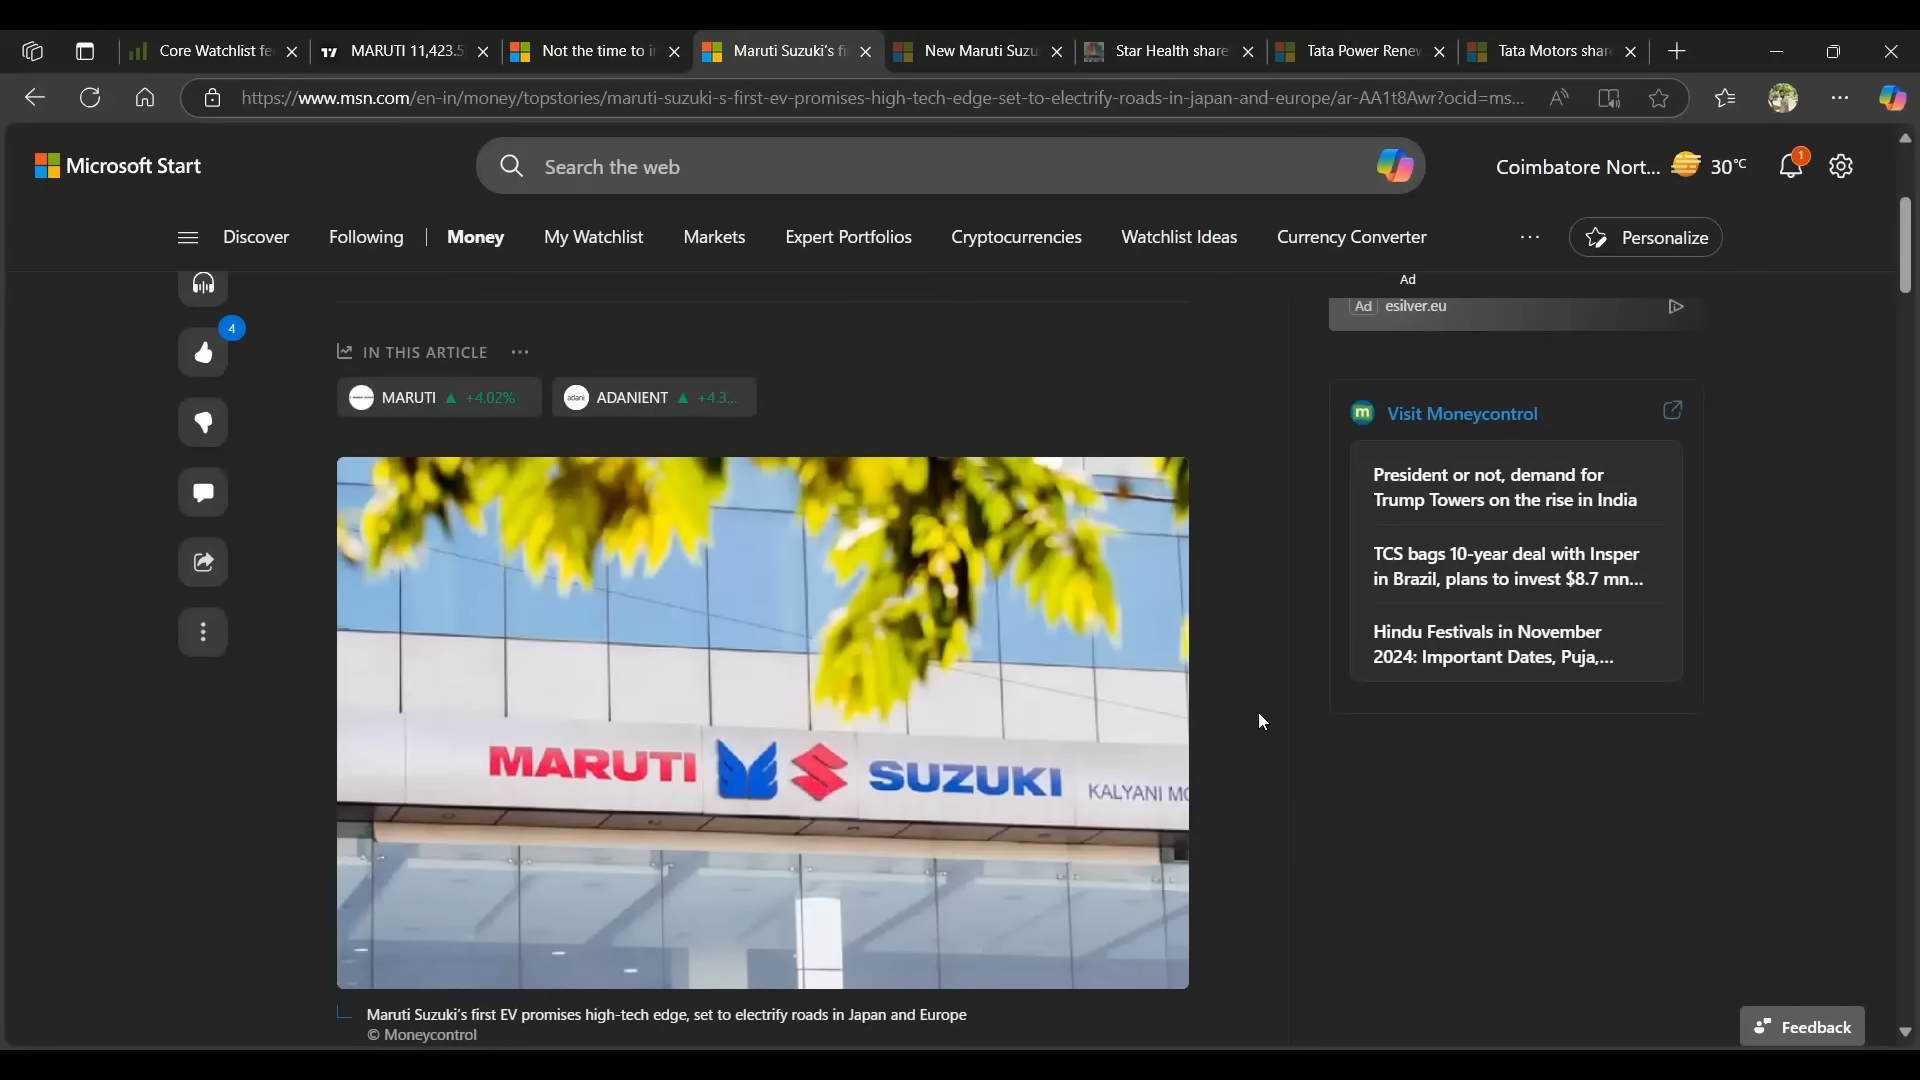 Core Watchlist fe
MARUTI 11,423.5
Not the time to i
Maruti Suzuki's fi
New Maruti Suzu
Star Health share
Tata Power Renew
Tata Motors shar
https://www.msn.com/en-in/money/topstories/maruti-suzuki-s-first-ev-promises-high-tech-edge-set-to-electrify-roads-in-japan-and-europe/ar-AA1t8Awr?ocid=ms...
Microsoft Start
Search the web
Coimbatore Nort...
30°C
1
Discover
Following
Money
My Watchlist
Markets
Expert Portfolios
Cryptocurrencies
Watchlist Ideas
Currency Converter
Personalize
Ad
Ad esilver.eu
4
IN THIS ARTICLE
MARUTI ▲ +4.02%
adani ADANIENT ▲ +4.3...
m Visit Moneycontrol
President or not, demand for
Trump Towers on the rise in India
TCS bags 10-year deal with Insper
in Brazil, plans to invest $8.7 mn...
Hindu Festivals in November
2024: Important Dates, Puja,...
MARUTI SUZUKI KALYANI MO
Maruti Suzuki's first EV promises high-tech edge, set to electrify roads in Japan and Europe
© Moneycontrol
Feedback